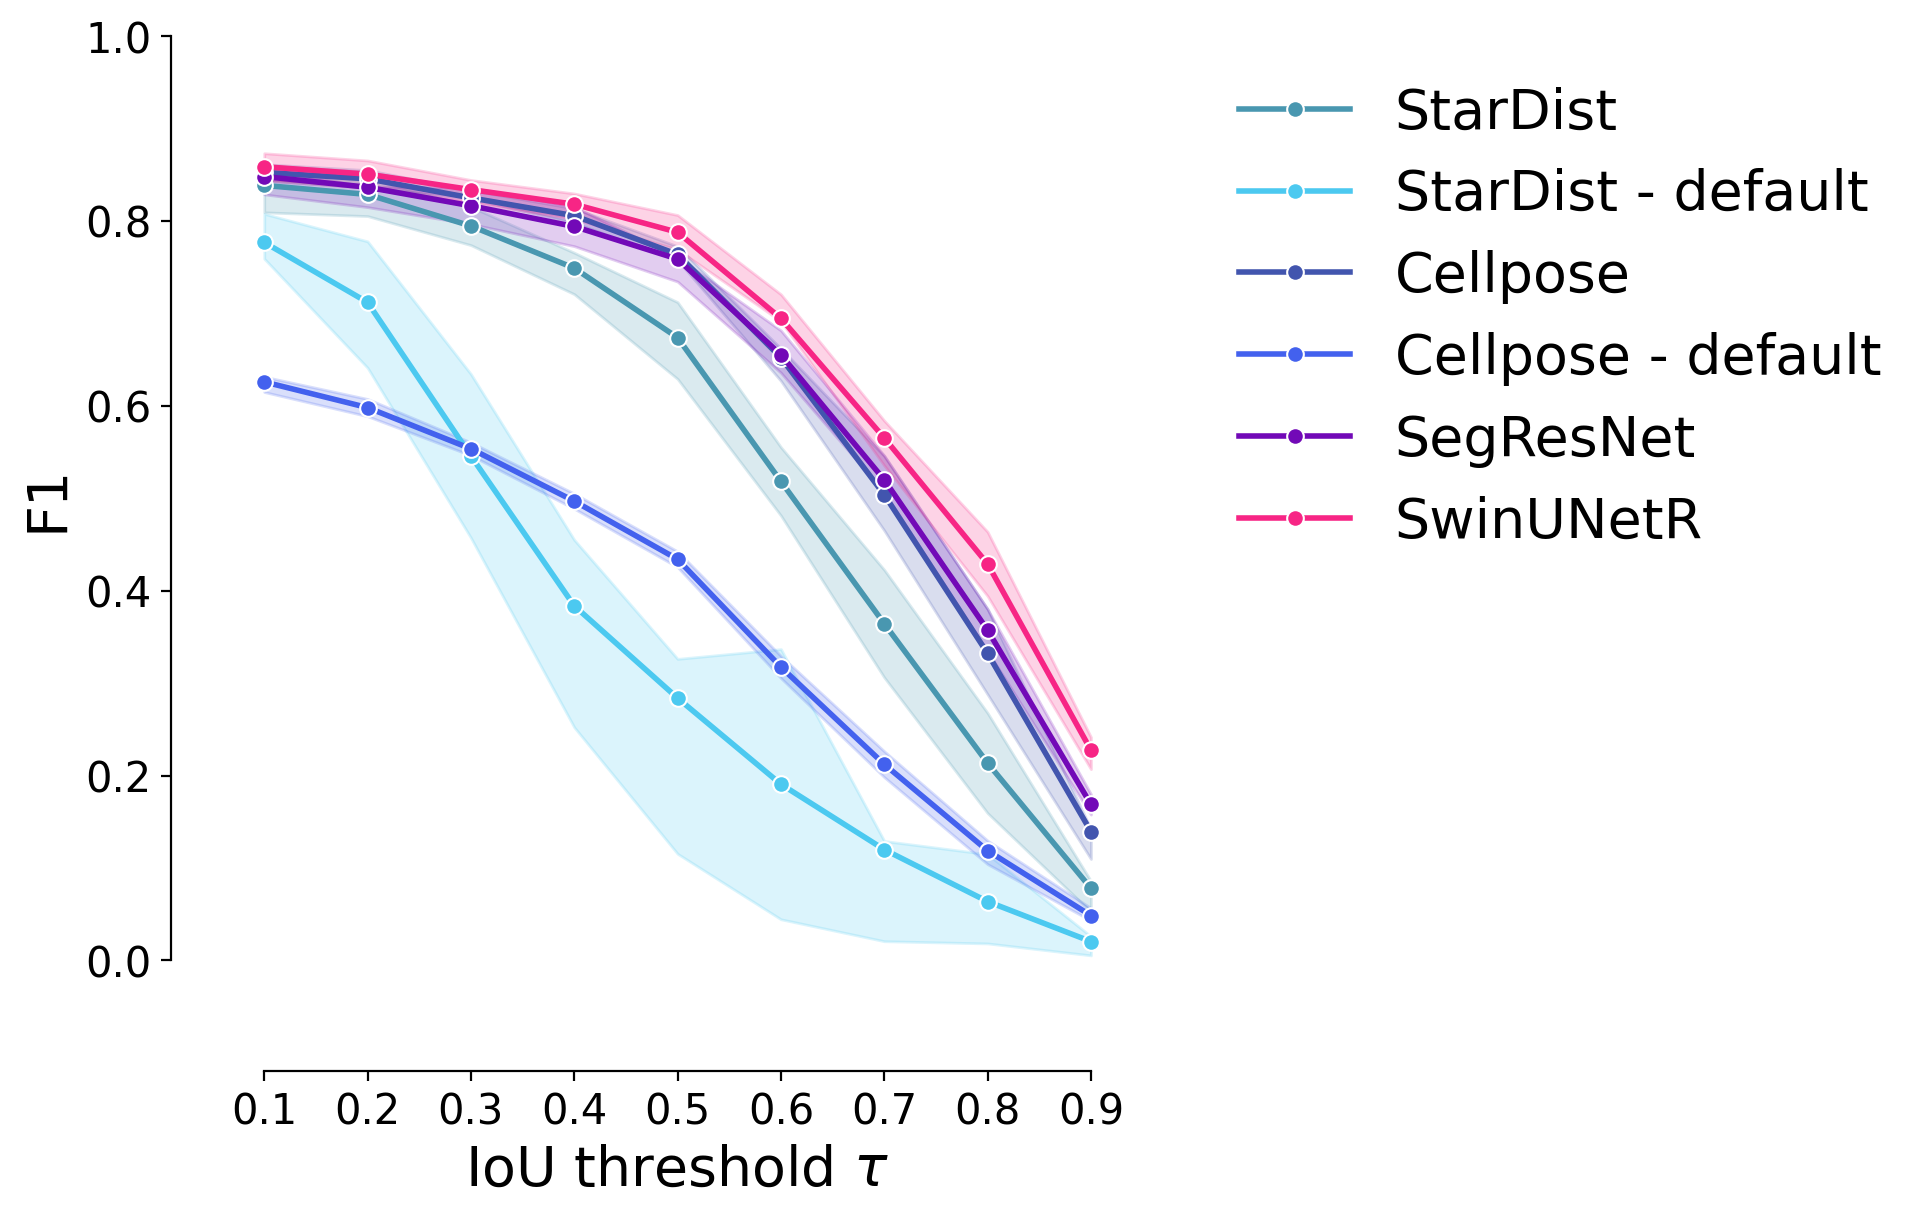 1.0
0.8
0.6
0.4
0.2
0.0
F1
0.1 0.2 0.3 0.4 0.5 0.6 0.7 0.8 0.9
IoU threshold τ
StarDist
StarDist - default
Cellpose
Cellpose - default
SegResNet
SwinUNetR